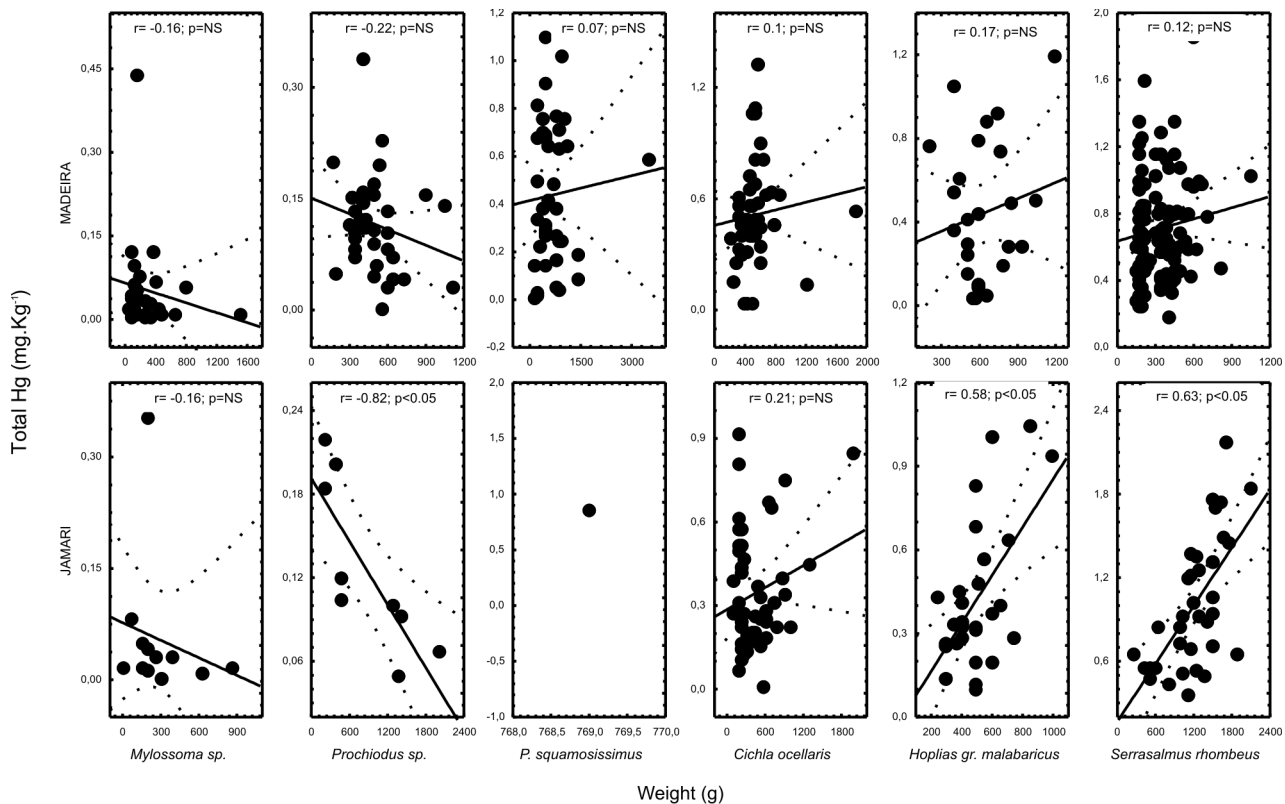 r= -0.16; p=NS
r= -0.22; p=NS
r= 0.07; p=NS
r= 0.1; p=NS
r= 0.17; p=NS
r= 0.12; p=NS
0,45
0,30
0,15
0,00
0,30
0,15
0,00
1,2
1,0
0,8
0,6
0,4
0,2
0,0
-0,2
1,2
0,8
0,4
0,0
1,2
0,8
0,4
0,0
2,0
1,6
1,2
0,8
0,4
0,0
MADEIRA
0 400 800 1200 1600
0 300 600 900 1200
0 1500 3000
0 400 800 1200 1600 2000
300 600 900 1200
0 300 600 900 1200
Total Hg (mg.Kg-1)
r= -0.16; p=NS
r= -0.82; p<0.05
r= 0.21; p=NS
r= 0.58; p<0.05
r= 0.63; p<0.05
0,30
0,15
0,00
0,24
0,18
0,12
0,06
2,0
1,5
1,0
0,5
0,0
-0,5
-1,0
0,9
0,6
0,3
0,0
1,2
0,9
0,6
0,3
0,0
2,4
1,8
1,2
0,6
JAMARI
0 300 600 900
0 400 800 1200 1600 2000 2400
768,0 768,5 769,0 769,5 770,0
0 400 800 1200 1600 2000
200 400 600 800 1000
0 600 1200 1800 2400
Mylossoma sp. Prochiodus sp. P. squamosissimus Cichla ocellaris Hoplias gr. malabaricus Serrasalmus rhombeus
Weight (g)